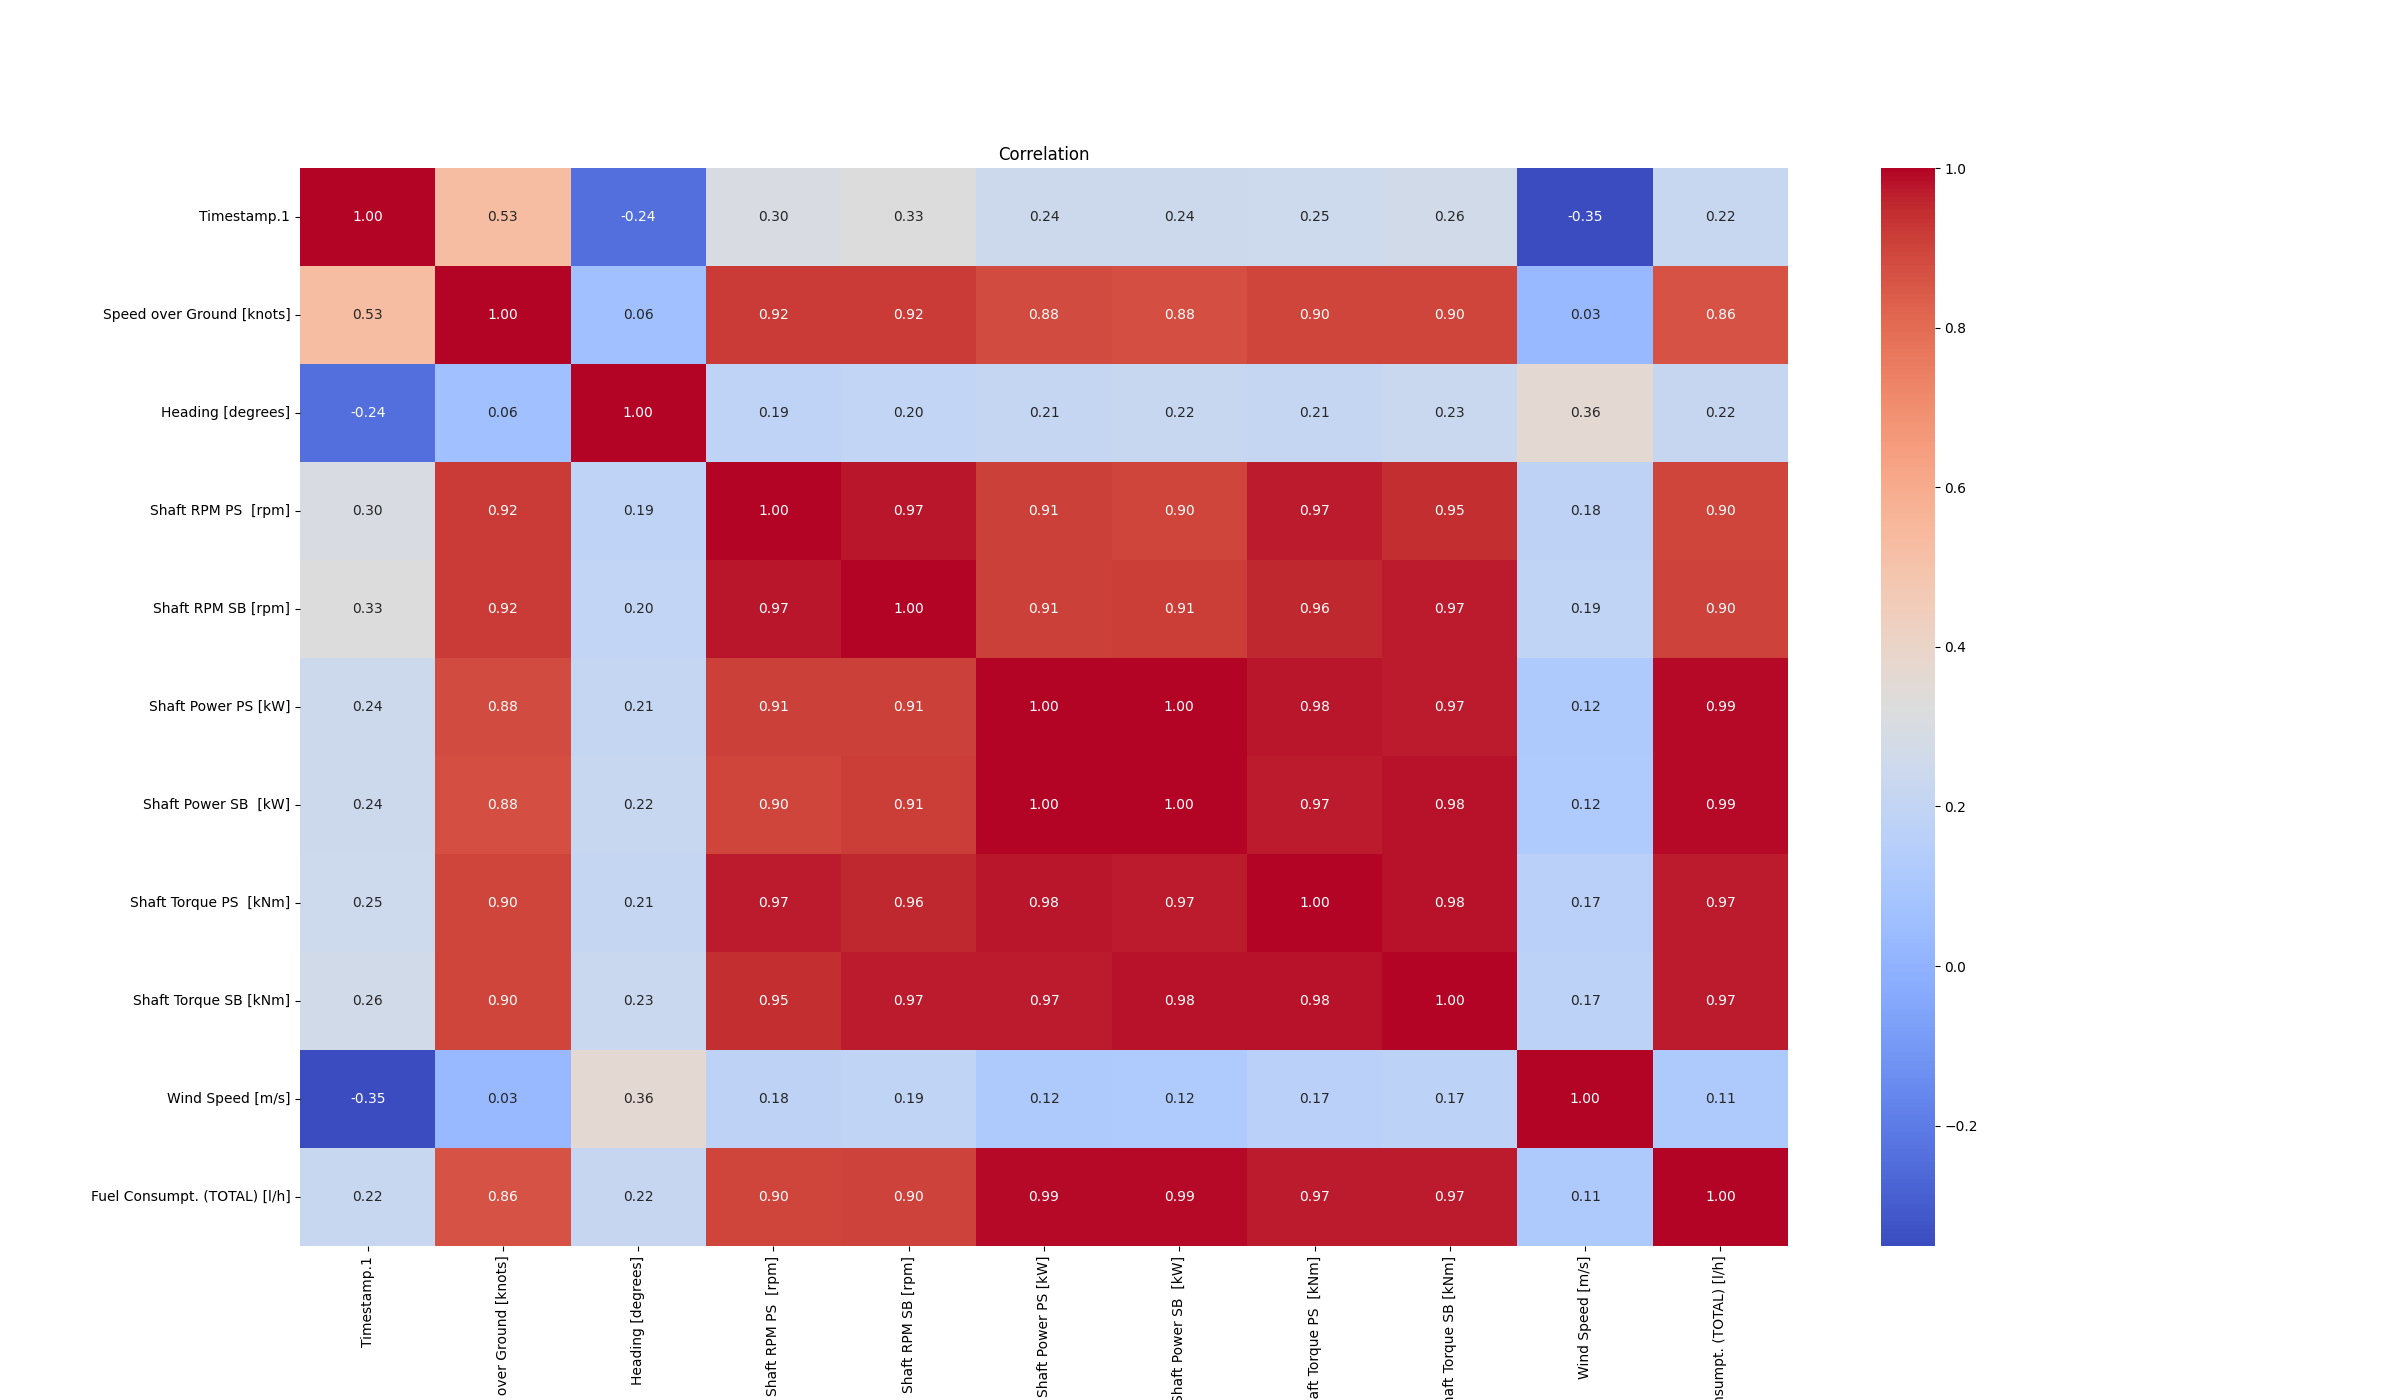 Correlation
Timestamp.1 1.00 0.53 -0.24 0.30 0.33 0.24 0.24 0.25 0.26 -0.35 0.22
Speed over Ground [knots] 0.53 1.00 0.06 0.92 0.92 0.88 0.88 0.90 0.90 0.03 0.86
Heading [degrees] -0.24 0.06 1.00 0.19 0.20 0.21 0.22 0.21 0.23 0.36 0.22
Shaft RPM PS  [rpm] 0.30 0.92 0.19 1.00 0.97 0.91 0.90 0.97 0.95 0.18 0.90
Shaft RPM SB [rpm] 0.33 0.92 0.20 0.97 1.00 0.91 0.91 0.96 0.97 0.19 0.90
Shaft Power PS [kW] 0.24 0.88 0.21 0.91 0.91 1.00 1.00 0.98 0.97 0.12 0.99
Shaft Power SB  [kW] 0.24 0.88 0.22 0.90 0.91 1.00 1.00 0.97 0.98 0.12 0.99
Shaft Torque PS  [kNm] 0.25 0.90 0.21 0.97 0.96 0.98 0.97 1.00 0.98 0.17 0.97
Shaft Torque SB [kNm] 0.26 0.90 0.23 0.95 0.97 0.97 0.98 0.98 1.00 0.17 0.97
Wind Speed [m/s] -0.35 0.03 0.36 0.18 0.19 0.12 0.12 0.17 0.17 1.00 0.11
Fuel Consumpt. (TOTAL) [l/h] 0.22 0.86 0.22 0.90 0.90 0.99 0.99 0.97 0.97 0.11 1.00
Timestamp.1
over Ground [knots]
Heading [degrees]
Shaft RPM PS  [rpm]
Shaft RPM SB [rpm]
Shaft Power PS [kW]
Shaft Power SB  [kW]
aft Torque PS  [kNm]
haft Torque SB [kNm]
Wind Speed [m/s]
nsumpt. (TOTAL) [l/h]
1.0
0.8
0.6
0.4
0.2
0.0
−0.2